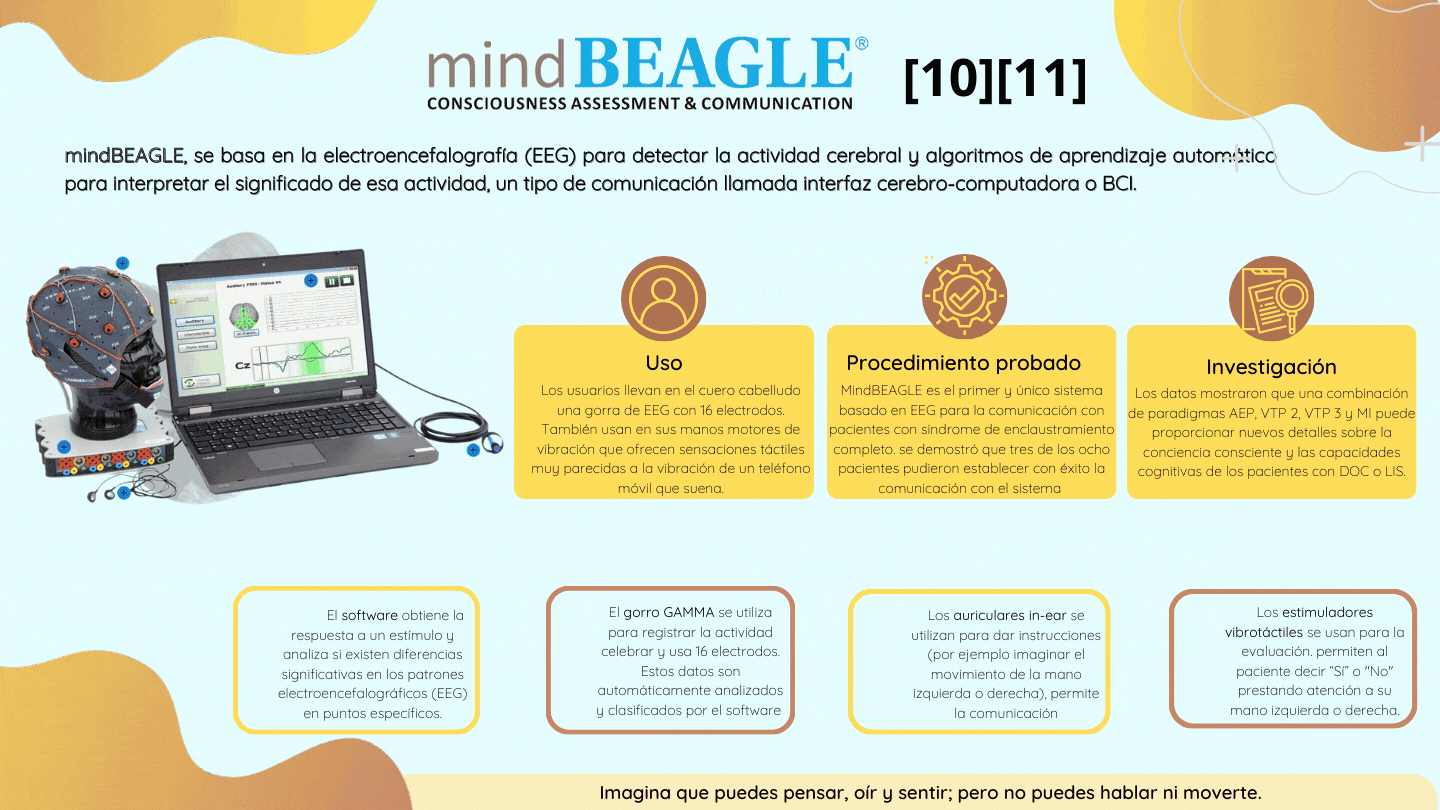 mindBEAGLE®
CONSCIOUSNESS ASSESSMENT & COMMUNICATION
[10][11]
mindBEAGLE, se basa en la electroencefalografía (EEG) para detectar la actividad cerebral y algoritmos de aprendizaje automático
para interpretar el significado de esa actividad, un tipo de comunicación llamada interfaz cerebro-computadora o BCI.
Cz
Uso
Los usuarios llevan en el cuero cabelludo
una gorra de EEG con 16 electrodos.
También usan en sus manos motores de
vibración que ofrecen sensaciones táctiles
muy parecidas a la vibración de un teléfono
móvil que suena.
Procedimiento probado
MindBEAGLE es el primer y único sistema
basado en EEG para la comunicación con
pacientes con sindrome de enclaustramiento
completo. se demostró que tres de los ocho
pacientes pudieron establecer con éxito la
comunicación con el sistema
Investigación
Los datos mostraron que una combinación
de paradigmas AEP, VTP 2, VTP 3 y MI puede
proporcionar nuevos detalles sobre la
conciencia consciente y las capacidades
cognitivas de los pacientes con DOC o LIS.
El software obtiene la
respuesta a un estímulo y
analiza si existen diferencias
significativas en los patrones
electroencefalográficos (EEG)
en puntos específicos.
El gorro GAMMA se utiliza
para registrar la actividad
celebrar y usa 16 electrodos.
Estos datos son
automáticamente analizados
y clasificados por el software
Los auriculares in-ear se
utilizan para dar instrucciones
(por ejemplo imaginar el
movimiento de la mano
izquierda o derecha), permite
la comunicación
Los estimuladores
vibrotáctiles se usan para la
evaluación. permiten al
paciente decir “Sí” o "No"
prestando atención a su
mano izquierda o derecha.
Imagina que puedes pensar, oír y sentir; pero no puedes hablar ni moverte.